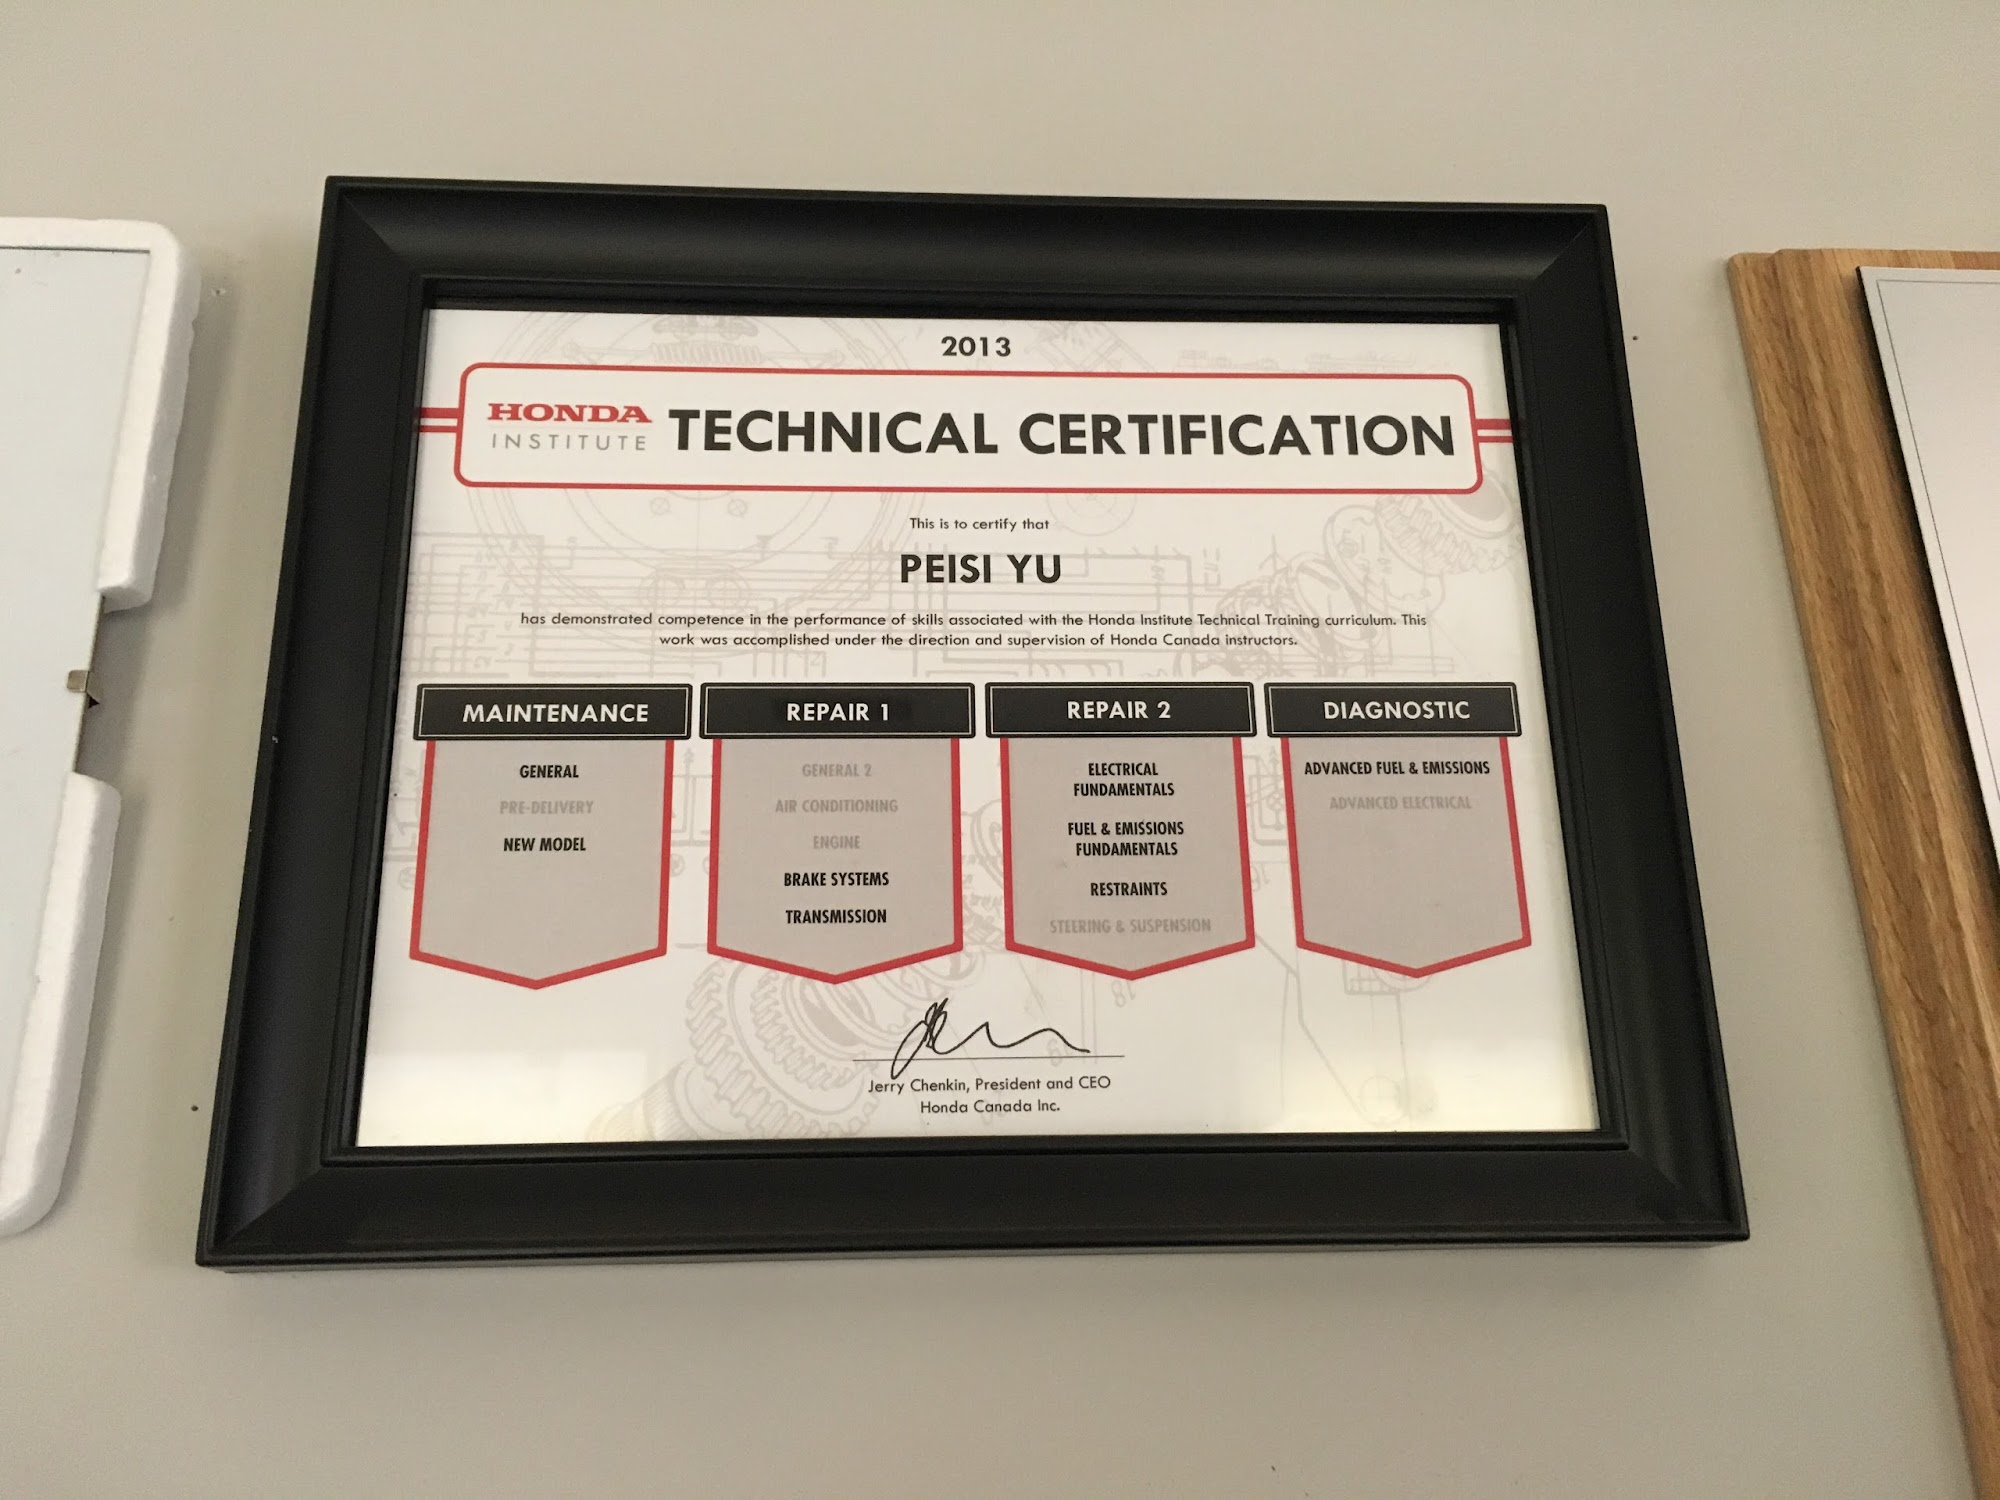 2013
HONDA
INSTITUTE
TECHNICAL CERTIFICATION
This is to certify that
PEISI YU
has demonstrated competence in the performance of skills associated with the Honda Institute Technical Training curriculum. This
work was accomplished under the direction and supervision of Honda Canada instructors.
MAINTENANCE
GENERAL
PRE-DELIVERY
NEW MODEL
REPAIR 1
GENERAL 2
AIR CONDITIONING
ENGINE
BRAKE SYSTEMS
TRANSMISSION
REPAIR 2
ELECTRICAL
FUNDAMENTALS
FUEL & EMISSIONS
FUNDAMENTALS
RESTRAINTS
STEERING & SUSPENSION
DIAGNOSTIC
ADVANCED FUEL & EMISSIONS
ADVANCED ELECTRICAL
Jerry Chenkin, President and CEO
Honda Canada Inc.